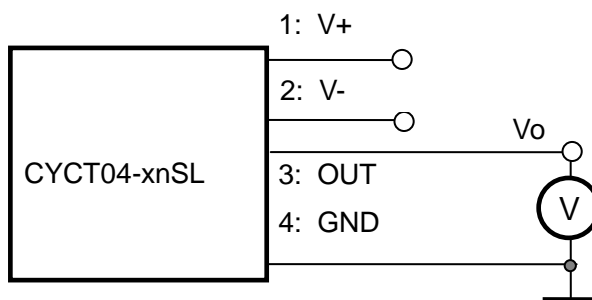 1: V+
2: V-
Vo
CYCT04-xnSL
3: OUT
V
4: GND